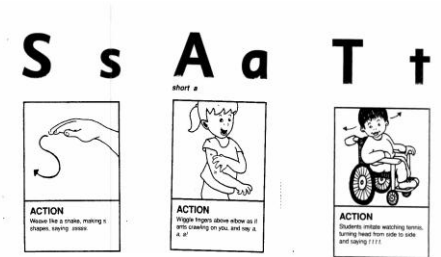 S s
A a
T t
short a
ACTION
Weave like a snake, making s
shapes, saying sssss.
ACTION
Wiggle fingers above elbow as if
ants crawling on you, and say a,
a, a!
ACTION
Students imitate watching tennis,
turning head from side to side
and saying t t t t.